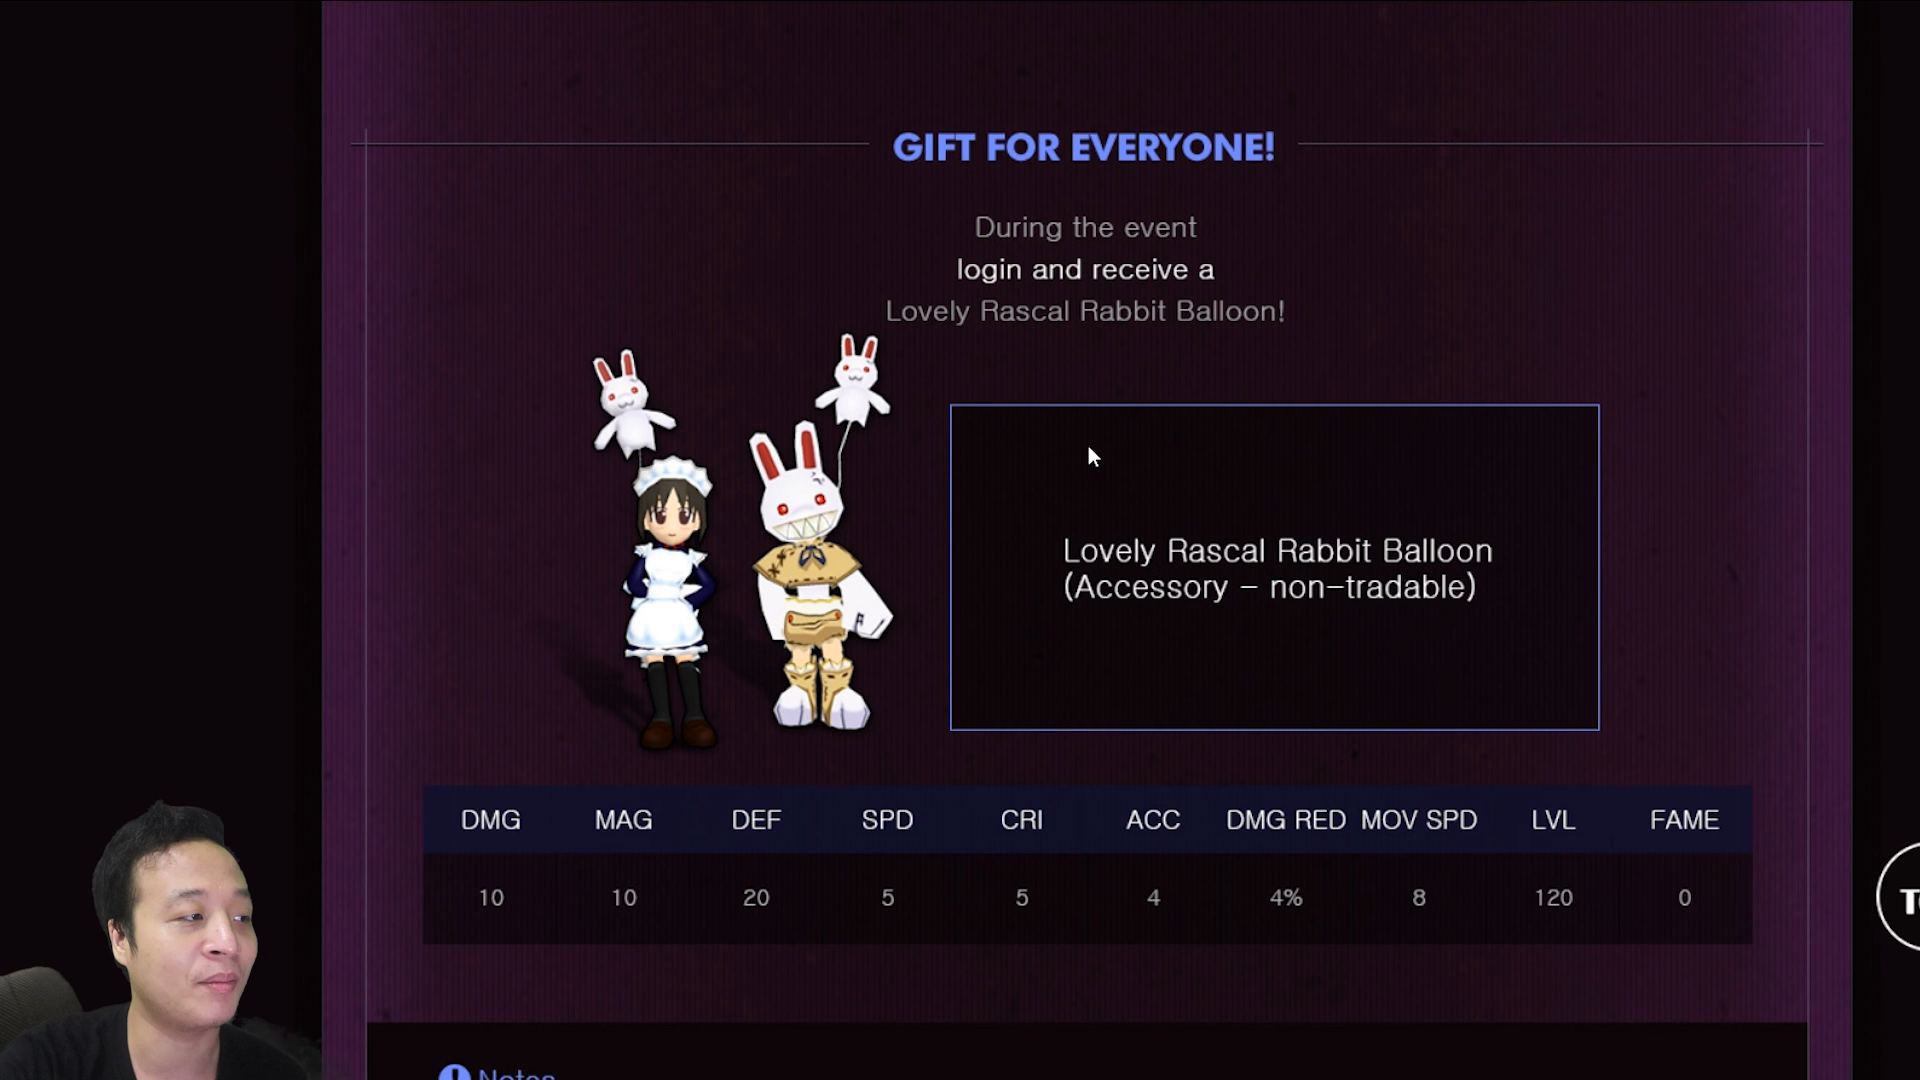 GIFT FOR EVERYONE!
During the event
login and receive a
Lovely Rascal Rabbit Balloon!
Lovely Rascal Rabbit Balloon
(Accessory - non-tradable)
DMG MAG DEF SPD CRI ACC DMG RED MOV SPD LVL FAME
10 10 20 5 5 4 4% 8 120 0
Notes